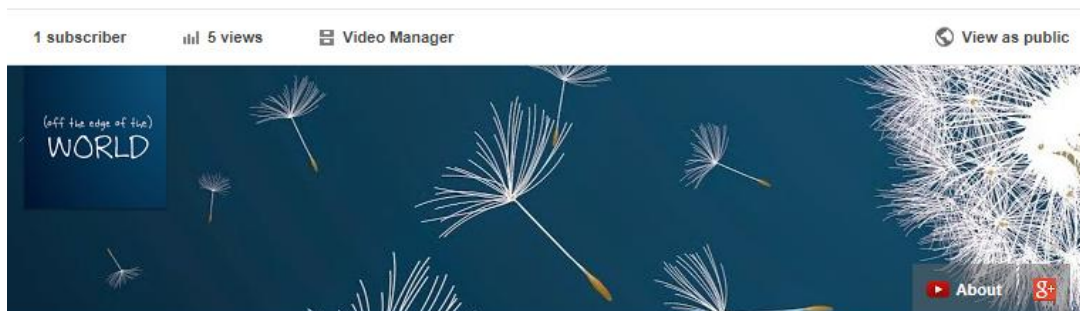 1 subscriber 5 views Video Manager View as public
(off the edge of the)
WORLD
About g+